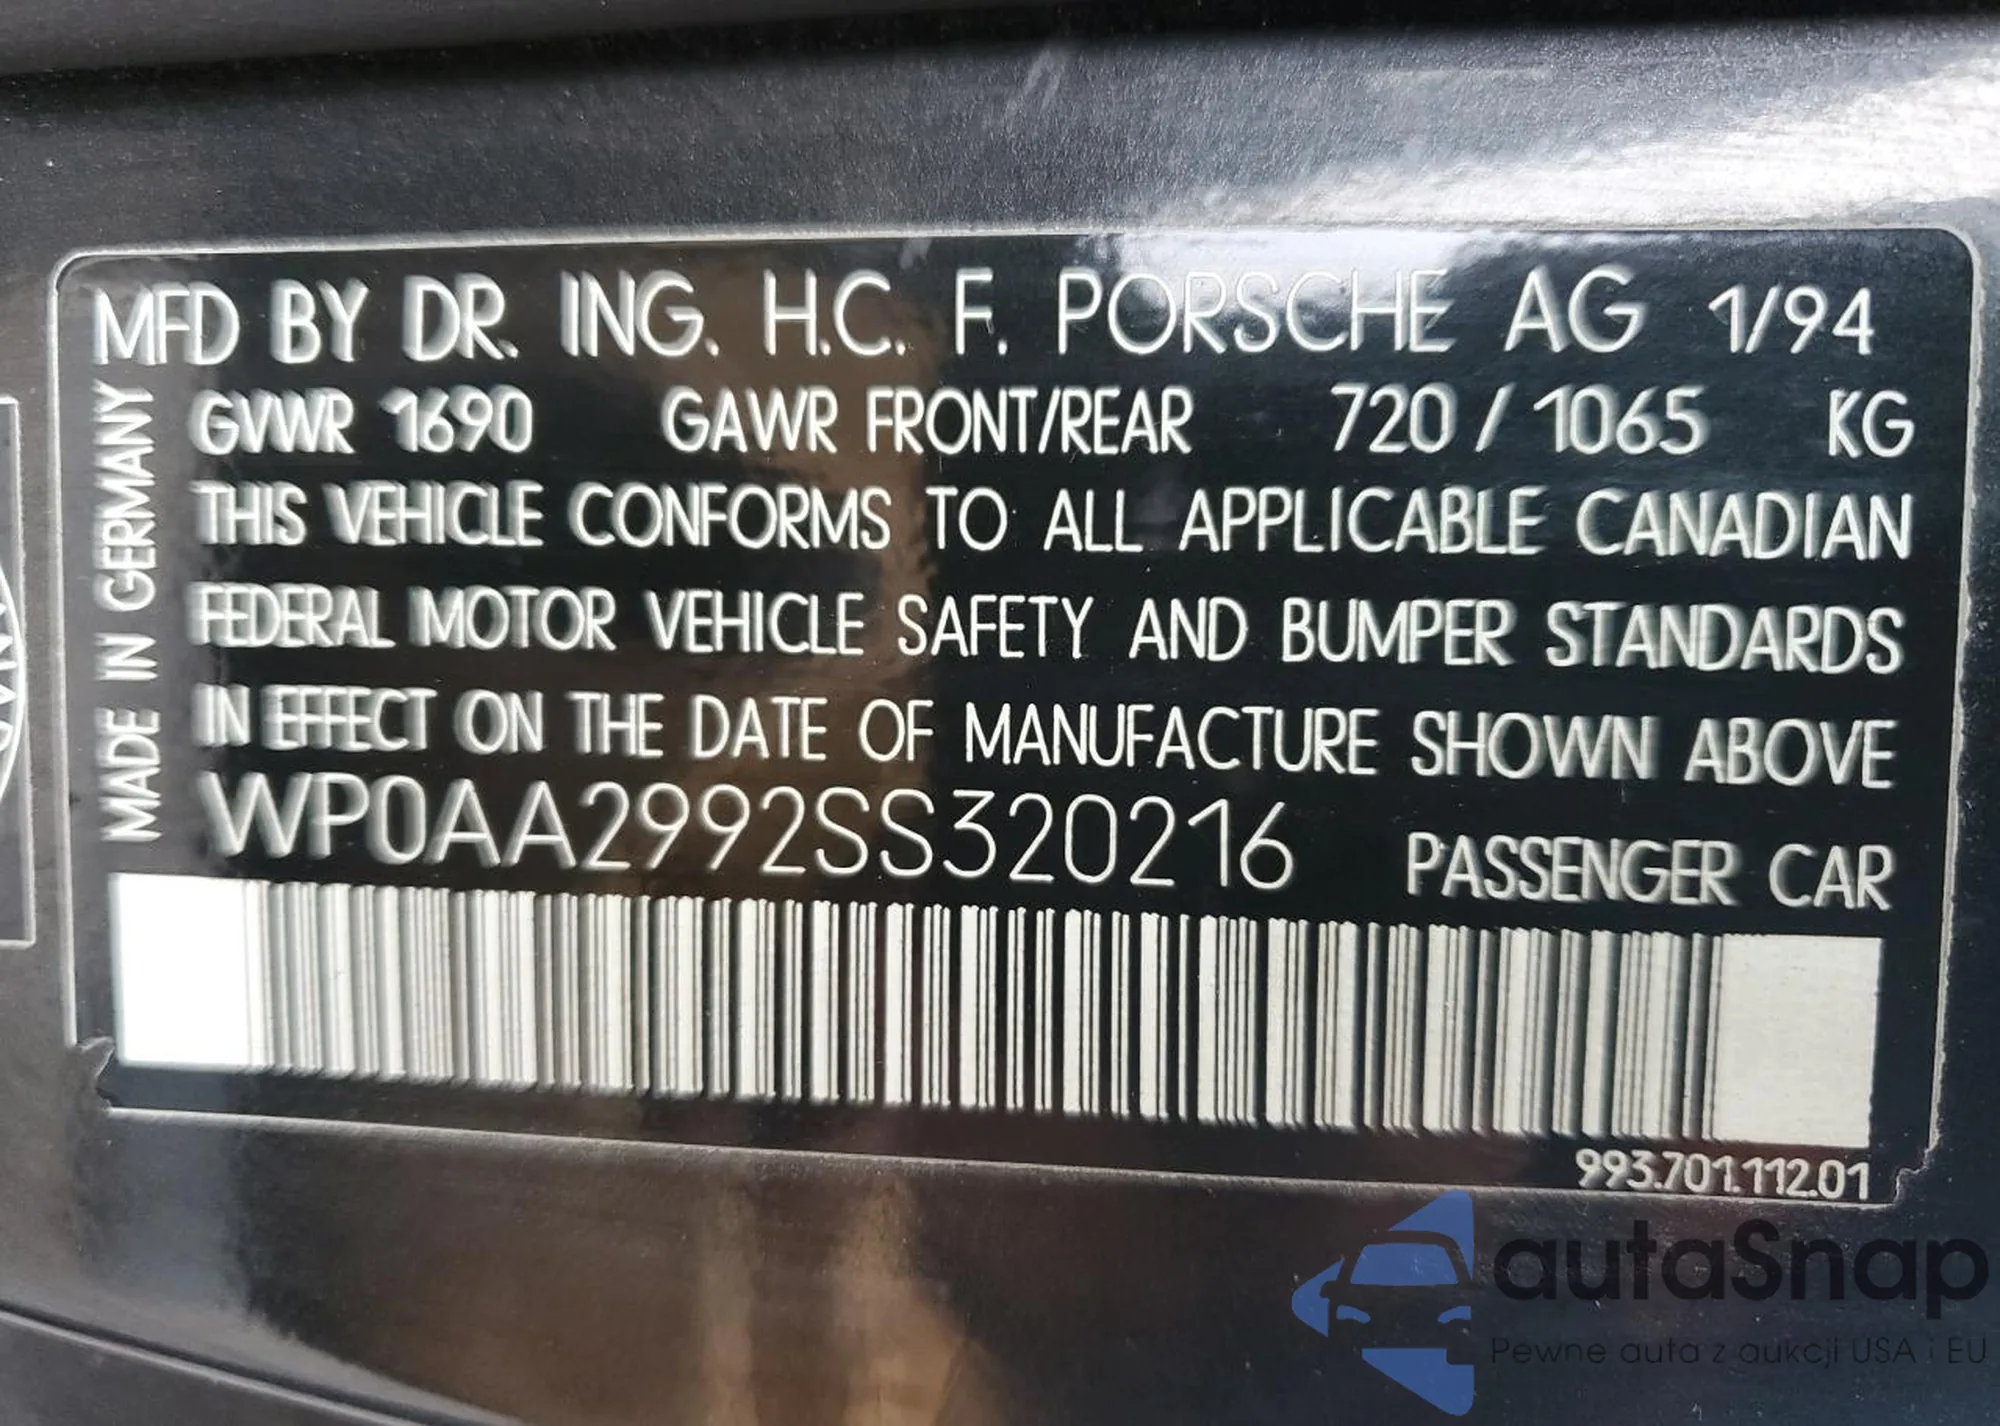 MFD BY DR. ING. H.C. F. PORSCHE AG 1/94
GVWR 1690 GAWR FRONT/REAR 720 / 1065 KG
THIS VEHICLE CONFORMS TO ALL APPLICABLE CANADIAN
FEDERAL MOTOR VEHICLE SAFETY AND BUMPER STANDARDS
IN EFFECT ON THE DATE OF MANUFACTURE SHOWN ABOVE
WP0AA2992SS320216 PASSENGER CAR
MADE IN GERMANY
993.701.112.01
autaSnap
Pewne auta z aukcji USA i EU